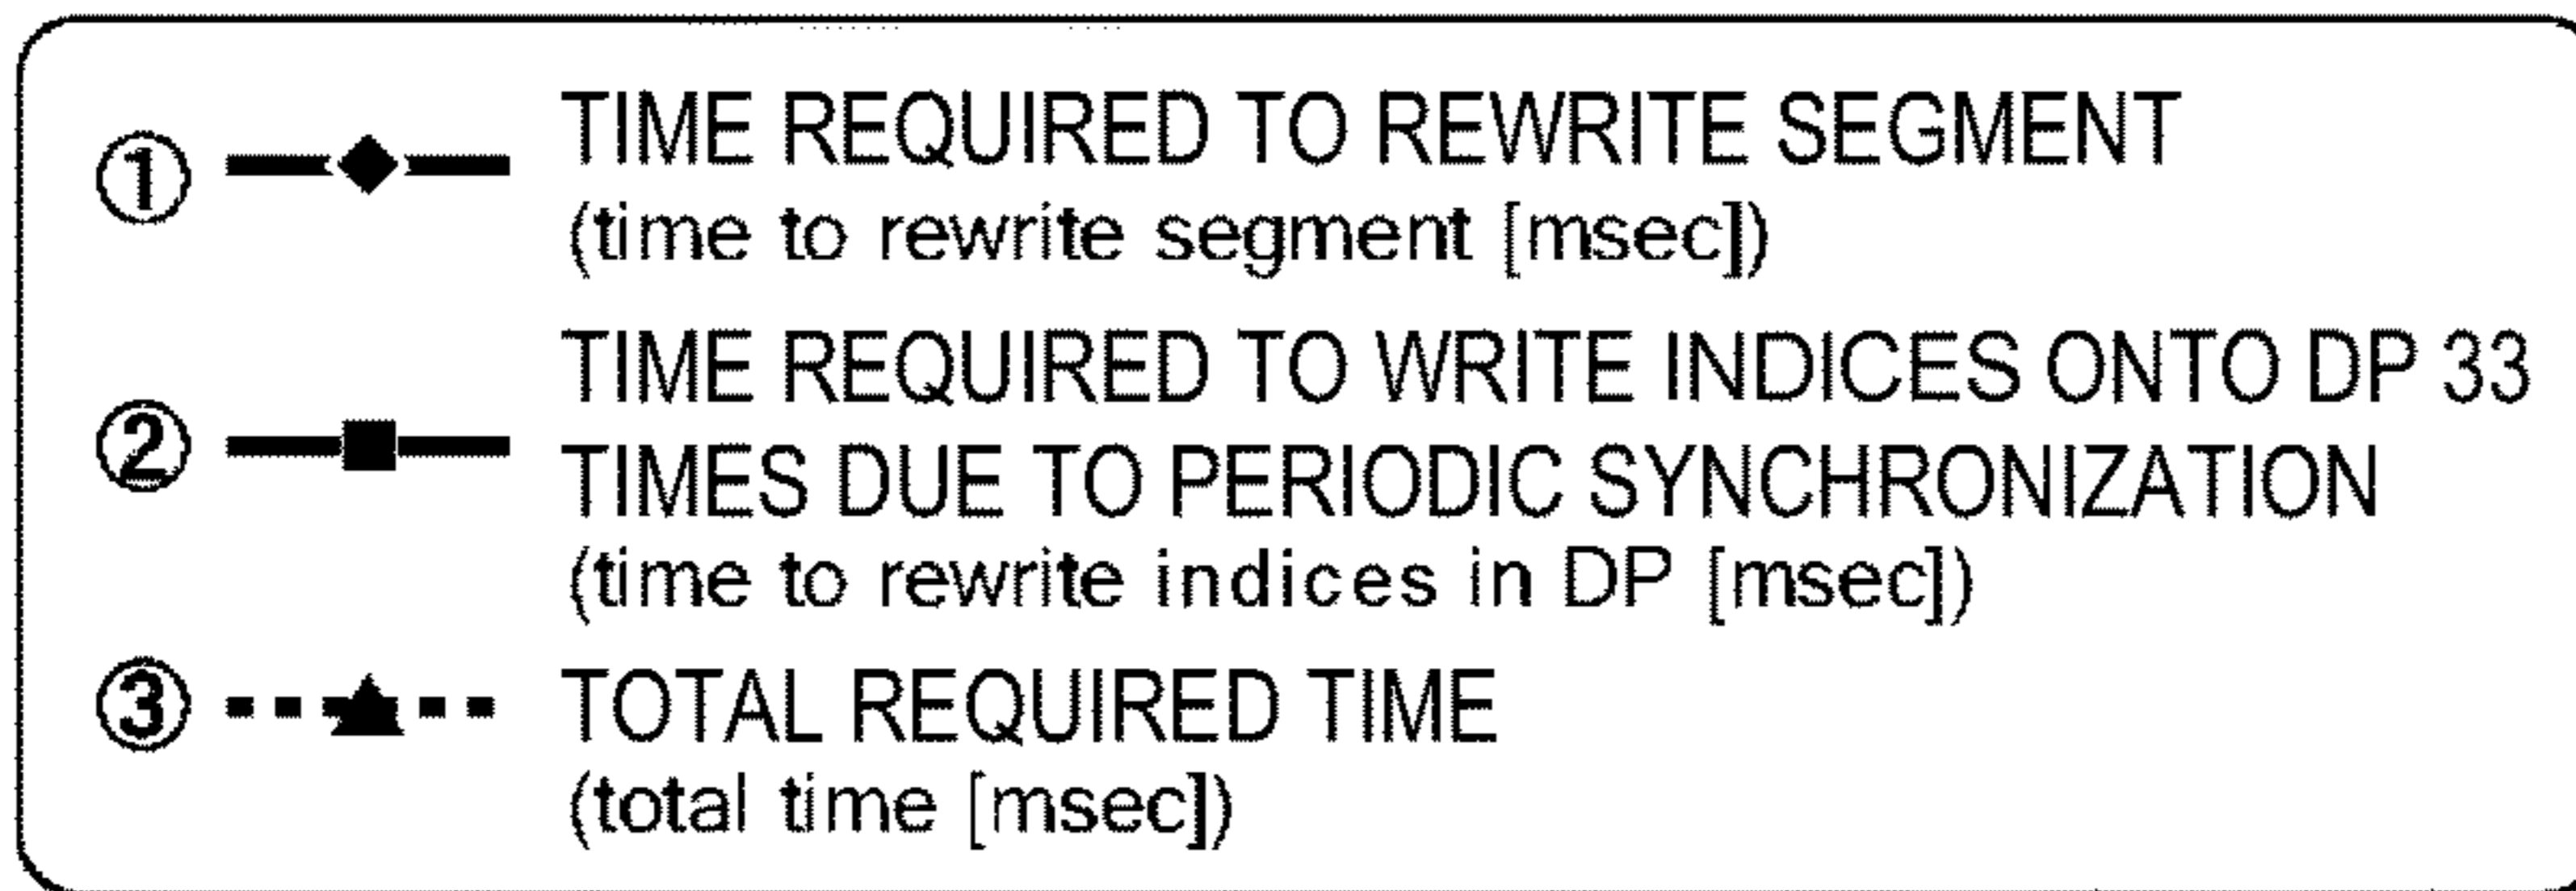 ① TIME REQUIRED TO REWRITE SEGMENT
(time to rewrite segment [msec])
② TIME REQUIRED TO WRITE INDICES ONTO DP 33
TIMES DUE TO PERIODIC SYNCHRONIZATION
(time to rewrite indices in DP [msec])
③ TOTAL REQUIRED TIME
(total time [msec])